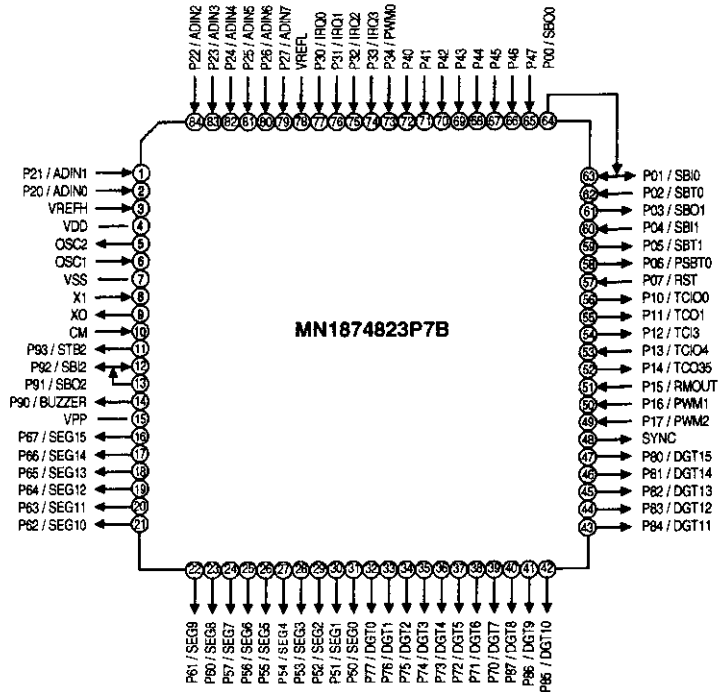 P22 / ADIN2
P23 / ADIN3
P24 / ADIN4
P25 / ADIN5
P26 / ADIN6
P27 / ADIN7
VREFL
P30 / IRQ0
P31 / IRQ1
P32 / IRQ2
P33 / IRQ3
P34 / PWM0
P40
P41
P42
P43
P44
P45
P46
P47
P00 / SBO0
84 83 82 81 80 79 78 77 76 75 74 73 72 71 70 69 68 67 66 65 64
P21 / ADIN1 1
P20 / ADIN0 2
VREFH 3
VDD 4
OSC2 5
OSC1 6
VSS 7
X1 8
XO 9
CM 10
P93 / STB2 11
P92 / SBI2 12
P91 / SBO2 13
P90 / BUZZER 14
VPP 15
P67 / SEG15 16
P66 / SEG14 17
P65 / SEG13 18
P64 / SEG12 19
P63 / SEG11 20
P62 / SEG10 21
MN1874823P7B
63 P01 / SBI0
62 P02 / SBT0
61 P03 / SBO1
60 P04 / SBI1
59 P05 / SBT1
58 P06 / PSBT0
57 P07 / RST
56 P10 / TCIO0
55 P11 / TCO1
54 P12 / TCI3
53 P13 / TCIO4
52 P14 / TCO35
51 P15 / RMOUT
50 P16 / PWM1
49 P17 / PWM2
48 SYNC
47 P80 / DGT15
46 P81 / DGT14
45 P82 / DGT13
44 P83 / DGT12
43 P84 / DGT11
22 23 24 25 26 27 28 29 30 31 32 33 34 35 36 37 38 39 40 41 42
P61 / SEG9
P60 / SEG8
P57 / SEG7
P56 / SEG6
P55 / SEG5
P54 / SEG4
P53 / SEG3
P52 / SEG2
P51 / SEG1
P50 / SEG0
P77 / DGT0
P76 / DGT1
P75 / DGT2
P74 / DGT3
P73 / DGT4
P72 / DGT5
P71 / DGT6
P70 / DGT7
P87 / DGT8
P86 / DGT9
P85 / DGT10